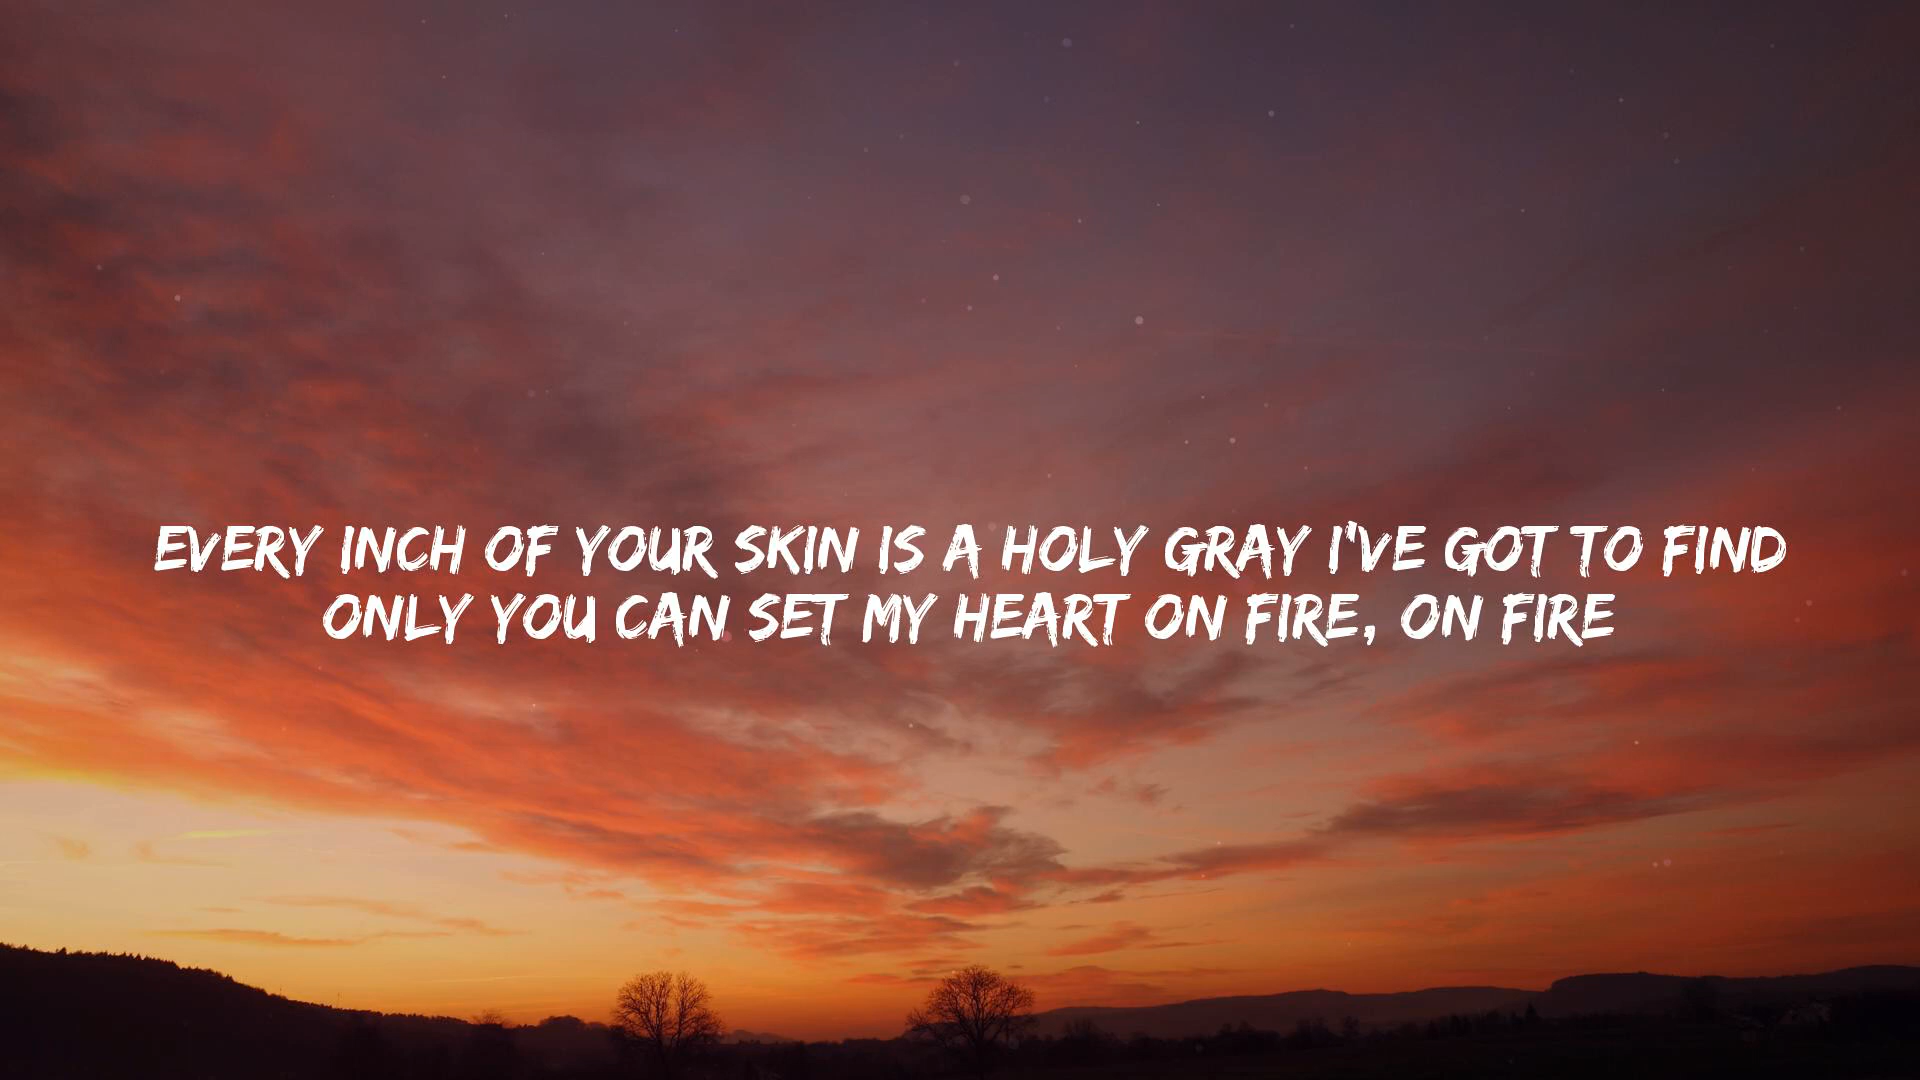 EVERY INCH OF YOUR SKIN IS A HOLY GRAY I'VE GOT TO FIND
ONLY YOU CAN SET MY HEART ON FIRE, ON FIRE